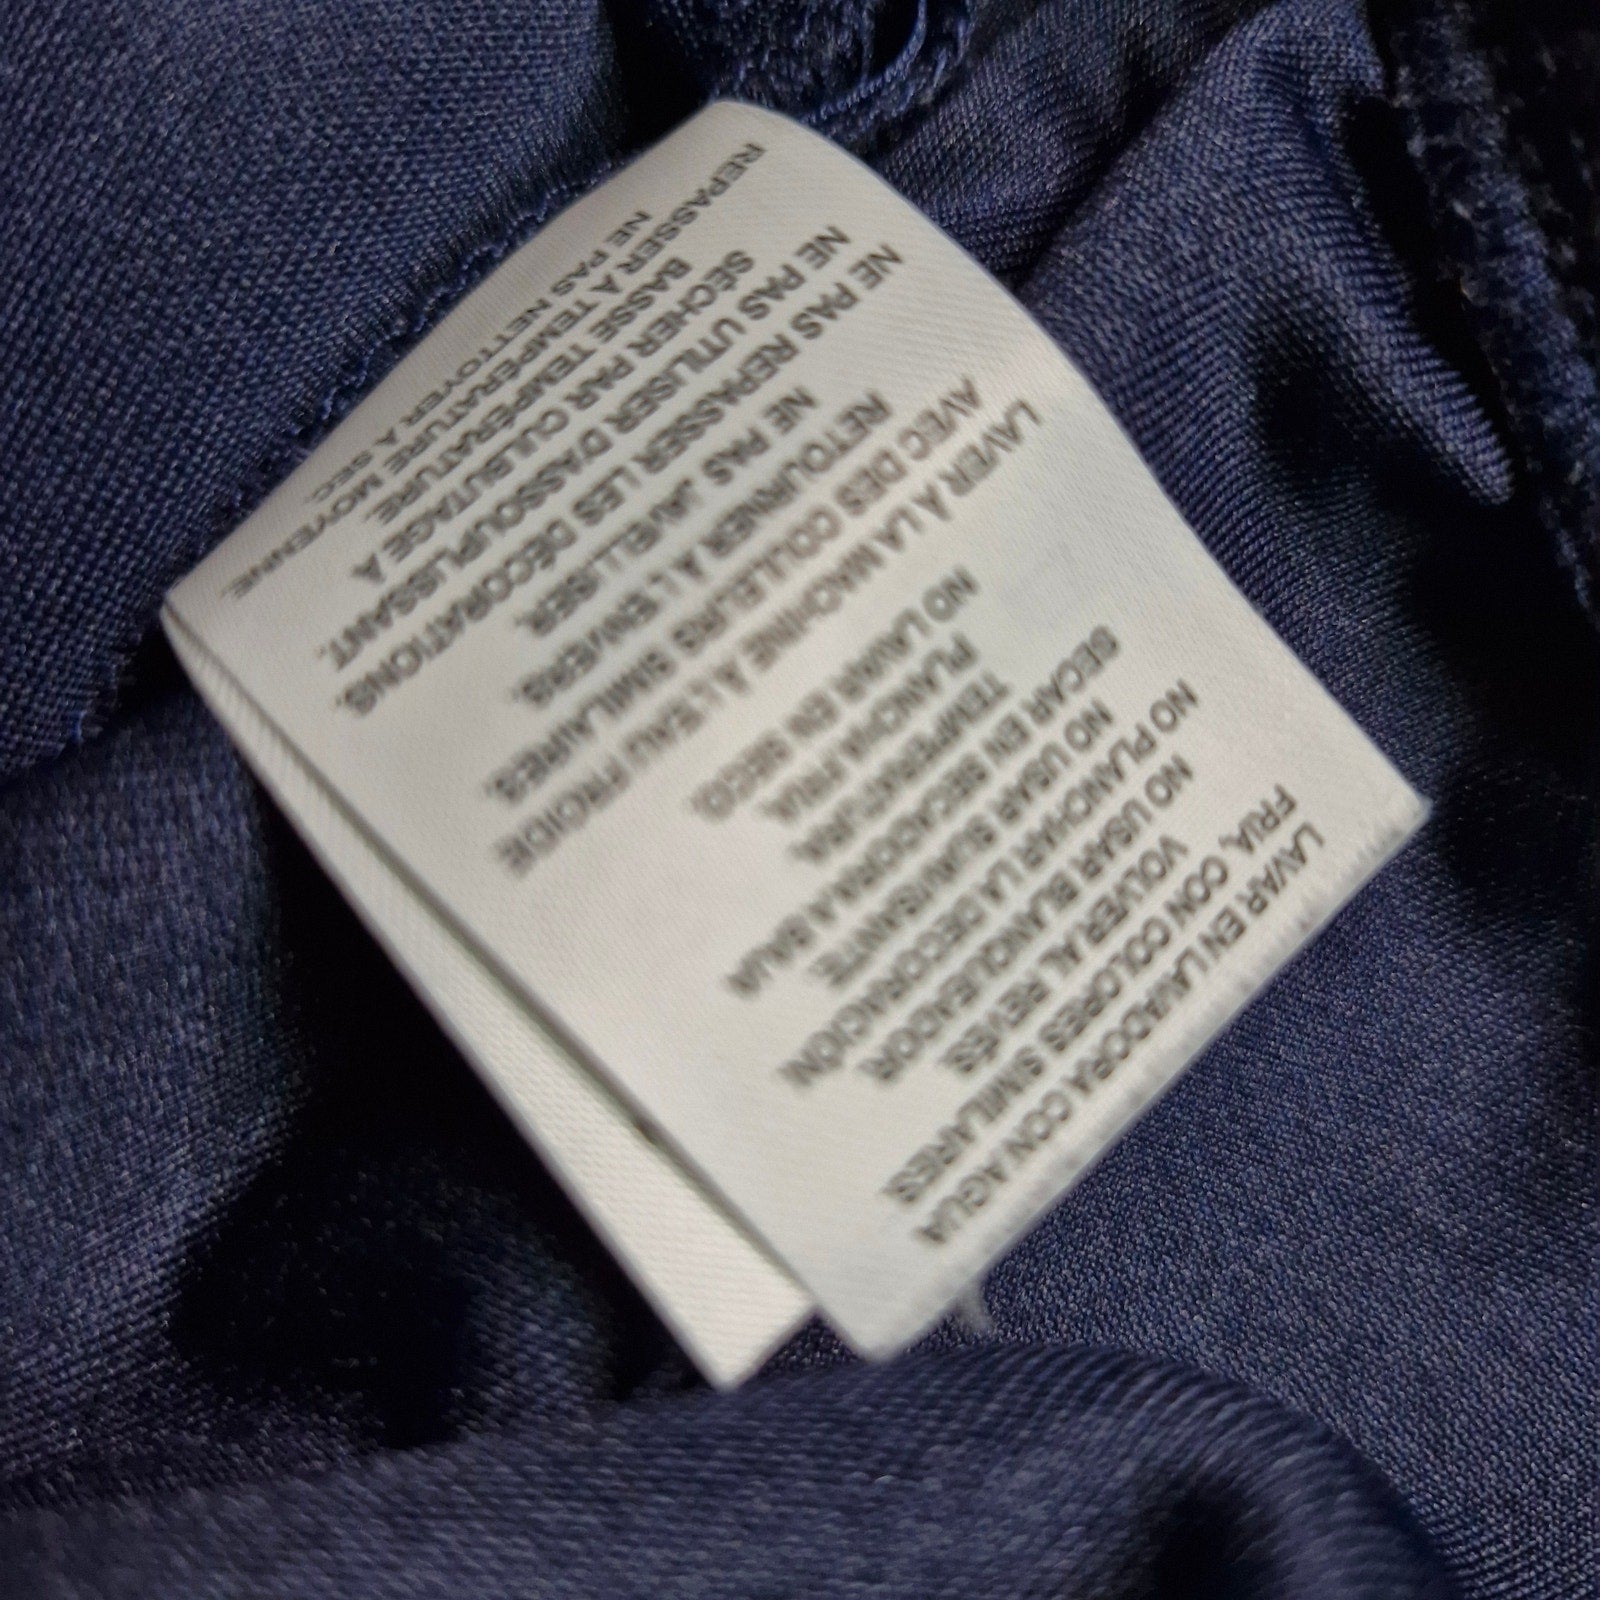 LAVAR EN LAVADORA CON AGUA
FRIA, CON COLORES SIMILARES.
VOLVER AL REVÉS.
NO USAR BLANQUEADOR
NO PLANCHAR LA DECORACIÓN
NO USAR SUAVISANTE.
SECAR EN SECADORA A BAJA
TEMPERATURA.
PLANCHA FRIA.
NO LAVAR EN SECO.
LAVER À LA MACHINE À L'EAU FROIDE
AVEC DES COULEURS SIMILAIRES.
RETOURNER À L'ENVERS.
NE PAS JAVELLISER.
NE PAS REPASSER LES DÉCORATIONS.
NE PAS UTILISER D'ASSOUPLISSANT.
SÉCHER PAR CULBUTAGE À
BASSE TEMPÉRATURE.
REPASSER À TEMPÉRATURE MOYENNE.
NE PAS NETTOYER A SEC.